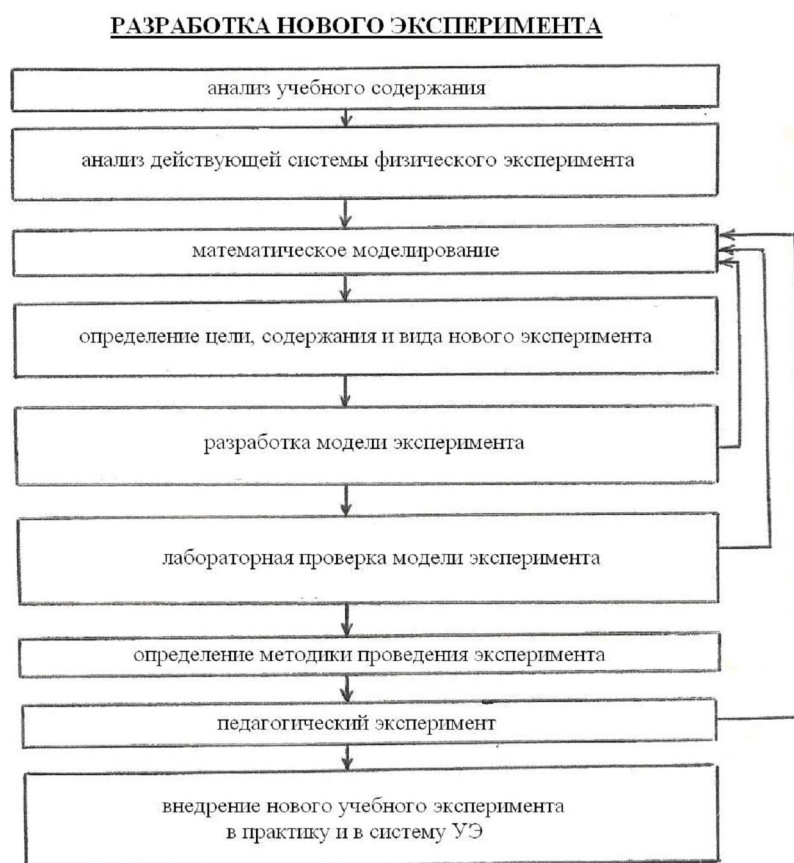 РАЗРАБОТКА НОВОГО ЭКСПЕРИМЕНТА
анализ учебного содержания
анализ действующей системы физического эксперимента
математическое моделирование
определение цели, содержания и вида нового эксперимента
разработка модели эксперимента
лабораторная проверка модели эксперимента
определение методики проведения эксперимента
педагогический эксперимент
внедрение нового учебного эксперимента
в практику и в систему УЭ